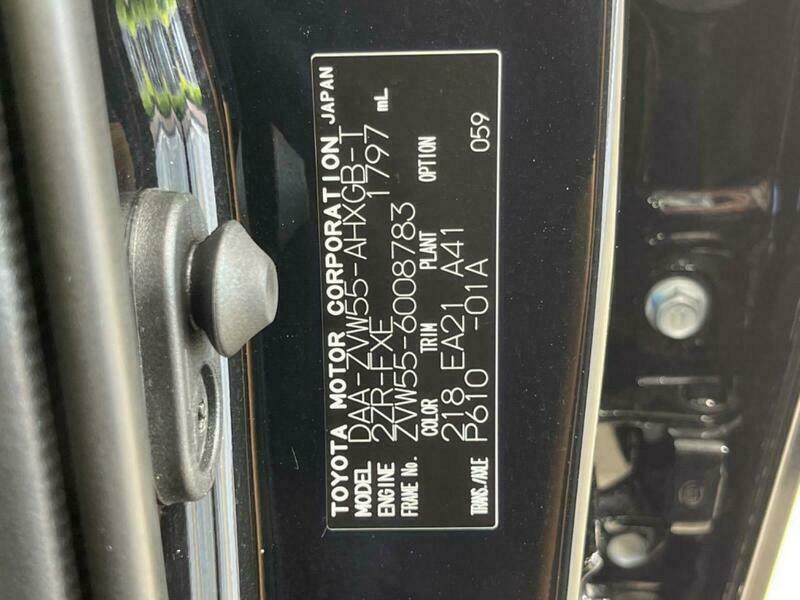 TOYOTA MOTOR CORPORATION JAPAN
MODEL DAA-ZVW55-AHXGB-T
ENGINE 2ZR-FXE 1797 mL
FRAME No. ZVW55-6008783
COLOR TRIM PLANT OPTION
218 EA21 A41 059
TRANS./AXLE P610 -01A